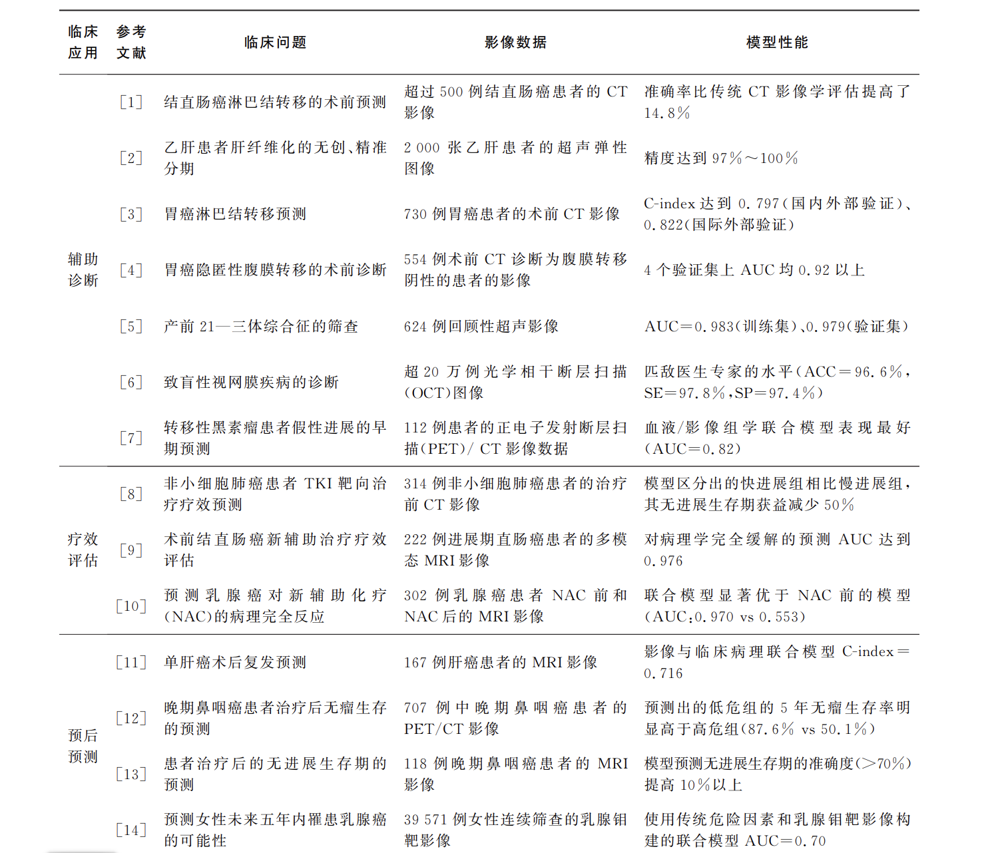 临床应用 参考文献 临床问题 影像数据 模型性能
辅助诊断
[1] 结直肠癌淋巴结转移的术前预测 超过 500 例结直肠癌患者的 CT 影像 准确率比传统 CT 影像学评估提高了 14.8%
[2] 乙肝患者肝纤维化的无创、精准分期 2 000 张乙肝患者的超声弹性图像 精度达到 97%~100%
[3] 胃癌淋巴结转移预测 730 例胃癌患者的术前 CT 影像 C-index 达到 0.797(国内外部验证)、0.822(国际外部验证)
[4] 胃癌隐匿性腹膜转移的术前诊断 554 例术前 CT 诊断为腹膜转移阴性的患者的影像 4 个验证集上 AUC 均 0.92 以上
[5] 产前 21—三体综合征的筛查 624 例回顾性超声影像 AUC=0.983(训练集)、0.979(验证集)
[6] 致盲性视网膜疾病的诊断 超 20 万例光学相干断层扫描(OCT)图像 匹敌医生专家的水平(ACC=96.6%,SE=97.8%,SP=97.4%)
[7] 转移性黑素瘤患者假性进展的早期预测 112 例患者的正电子发射断层扫描(PET)/ CT 影像数据 血液/影像组学联合模型表现最好(AUC=0.82)
疗效评估
[8] 非小细胞肺癌患者 TKI 靶向治疗疗效预测 314 例非小细胞肺癌患者的治疗前 CT 影像 模型区分出的快进展组相比慢进展组,其无进展生存期获益减少 50%
[9] 术前结直肠癌新辅助治疗疗效评估 222 例进展期直肠癌患者的多模态 MRI 影像 对病理学完全缓解的预测 AUC 达到 0.976
[10] 预测乳腺癌对新辅助化疗(NAC)的病理完全反应 302 例乳腺癌患者 NAC 前和 NAC 后的 MRI 影像 联合模型显著优于 NAC 前的模型(AUC:0.970 vs 0.553)
预后预测
[11] 单肝癌术后复发预测 167 例肝癌患者的 MRI 影像 影像与临床病理联合模型 C-index=0.716
[12] 晚期鼻咽癌患者治疗后无瘤生存的预测 707 例中晚期鼻咽癌患者的 PET/CT 影像 预测出的低危组的 5 年无瘤生存率明显高于高危组(87.6% vs 50.1%)
[13] 患者治疗后的无进展生存期的预测 118 例晚期鼻咽癌患者的 MRI 影像 模型预测无进展生存期的准确度(>70%)提高 10%以上
[14] 预测女性未来五年内罹患乳腺癌的可能性 39 571 例女性连续筛查的乳腺钼靶影像 使用传统危险因素和乳腺钼靶影像构建的联合模型 AUC=0.70